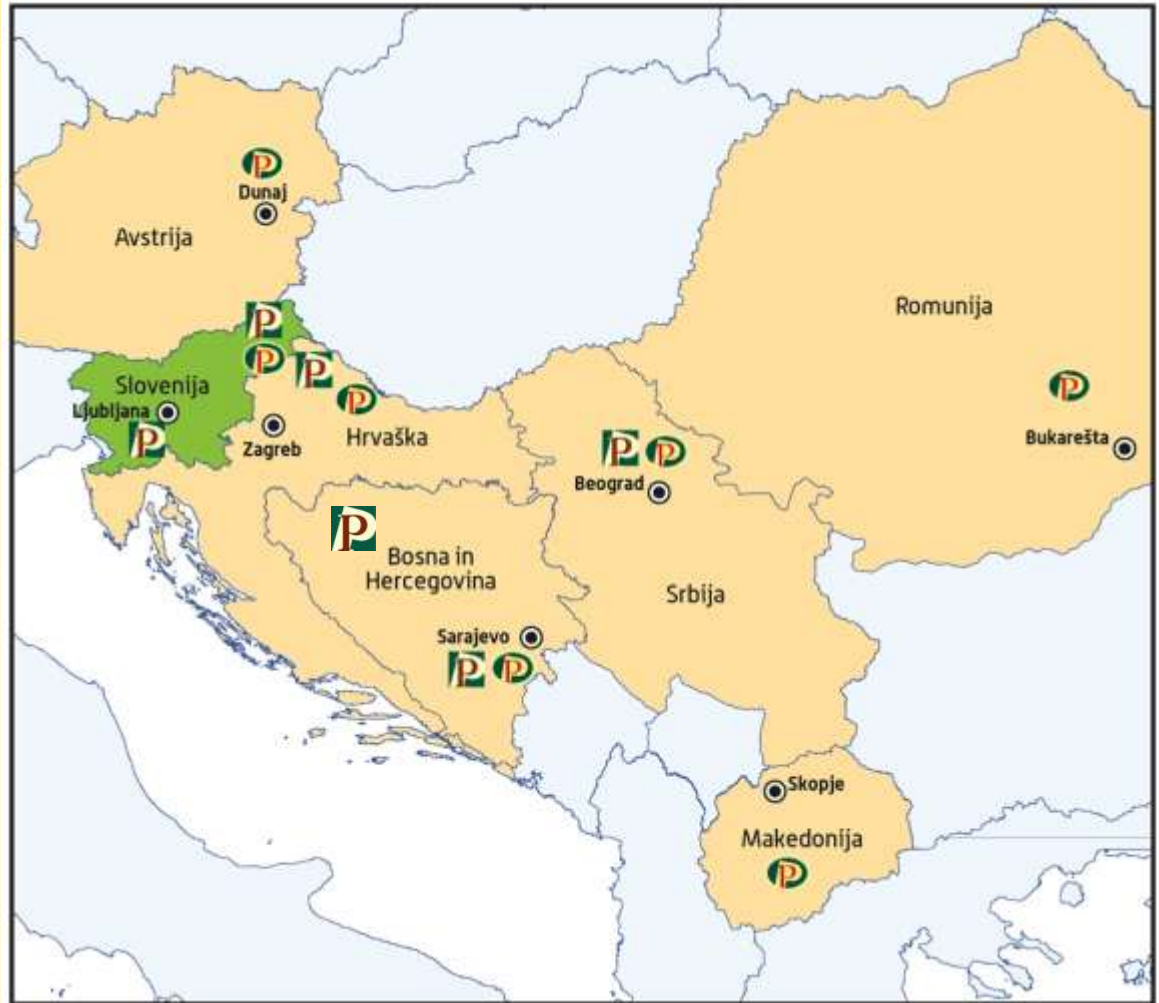 P
Dunaj
Avstrija
Romunija
P
P
P
P
Slovenija
P
P
Ljubljana
Zagreb
Hrvaška
P
P
P
Bukarešta
Beograd
P
Bosna in
Hercegovina
Srbija
Sarajevo
P
P
Skopje
Makedonija
P